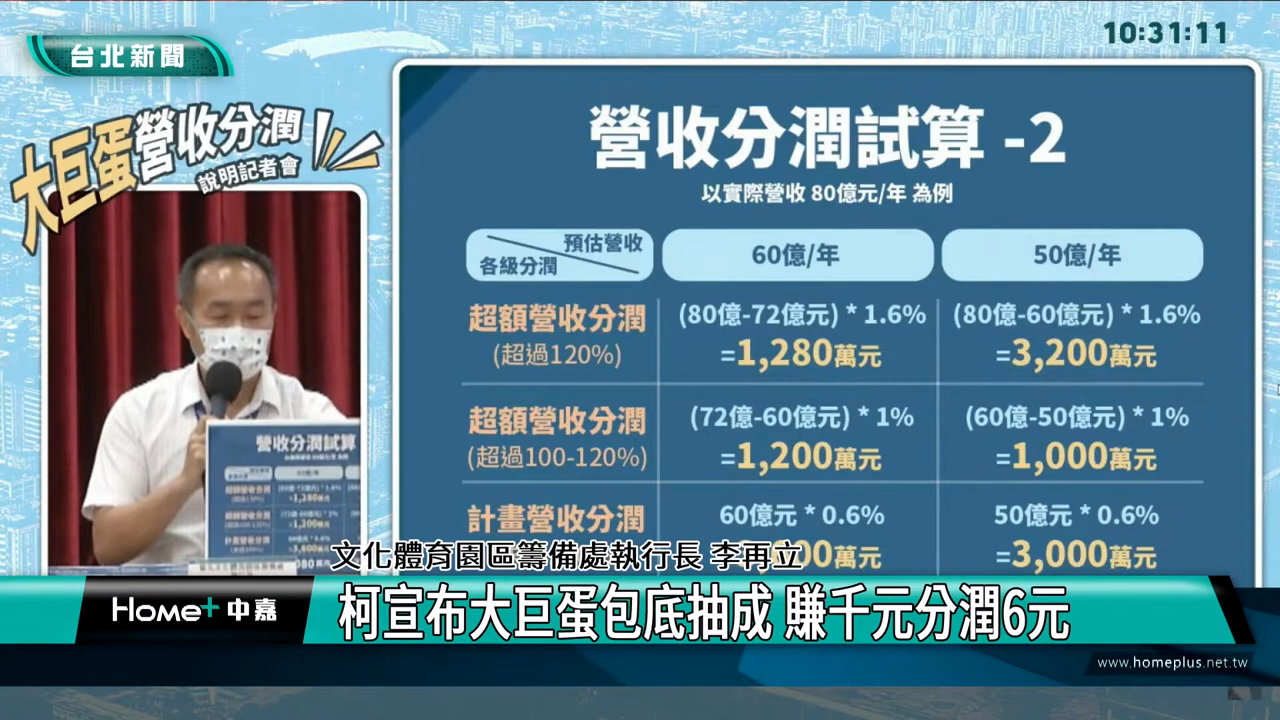 台北新聞
10:31:11
大巨蛋營收分潤
說明記者會
營收分潤試算 -2
以實際營收 80億元/年 為例
預估營收
各級分潤
60億/年
50億/年
超額營收分潤
(超過120%)
(80億-72億元) * 1.6%
=1,280萬元
(80億-60億元) * 1.6%
=3,200萬元
超額營收分潤
(超過100-120%)
(72億-60億元) * 1%
=1,200萬元
(60億-50億元) * 1%
=1,000萬元
計畫營收分潤
60億元 * 0.6%
50億元 * 0.6%
=3,000萬元
營收分潤試算
文化體育園區籌備處執行長 李再立
Home+ 中嘉
柯宣布大巨蛋包底抽成 賺千元分潤6元
www.homeplus.net.tw